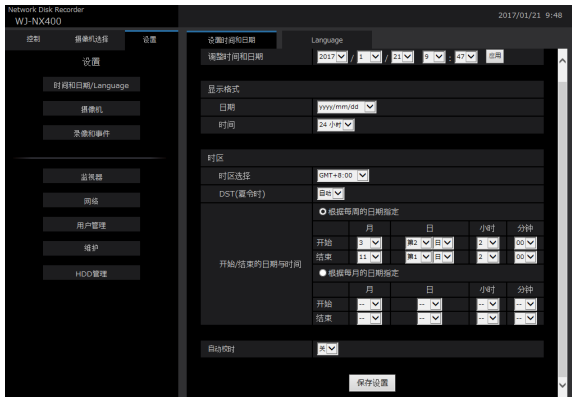 Network Disk Recorder
WJ-NX400
2017/01/21 9:48
控制 摄像机选择 设置
设置时间和日期 Language
设置
时间和日期/Language
摄像机
录像和事件
监视器
网络
用户管理
维护
HDD管理
调整时间和日期 2017 / 1 / 21 9 : 47 应用
显示格式
日期 yyyy/mm/dd
时间 24 小时
时区
时区选择 GMT+8:00
DST(夏令时) 自动
开始/结束的日期与时间
根据每周的日期指定
月 日 小时 分钟
开始 3 第2 日 2 00
结束 11 第1 日 2 00
根据每月的日期指定
月 日 小时 分钟
开始 -- -- -- --
结束 -- -- -- --
自动校时 关
保存设置